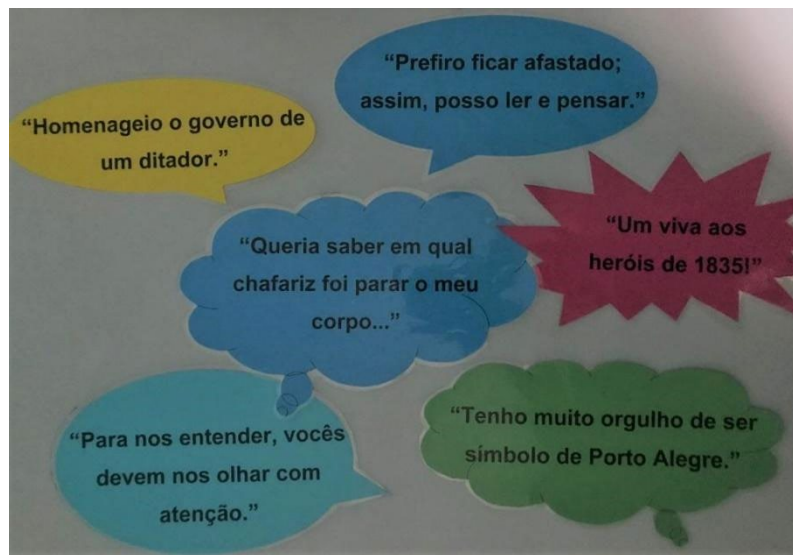 “Prefiro ficar afastado;
assim, posso ler e pensar.”
“Homenageio o governo de
um ditador.”
“Um viva aos
heróis de 1835!”
“Queria saber em qual
chafariz foi parar o meu
corpo...”
“Para nos entender, vocês
devem nos olhar com
atenção.”
“Tenho muito orgulho de ser
símbolo de Porto Alegre.”